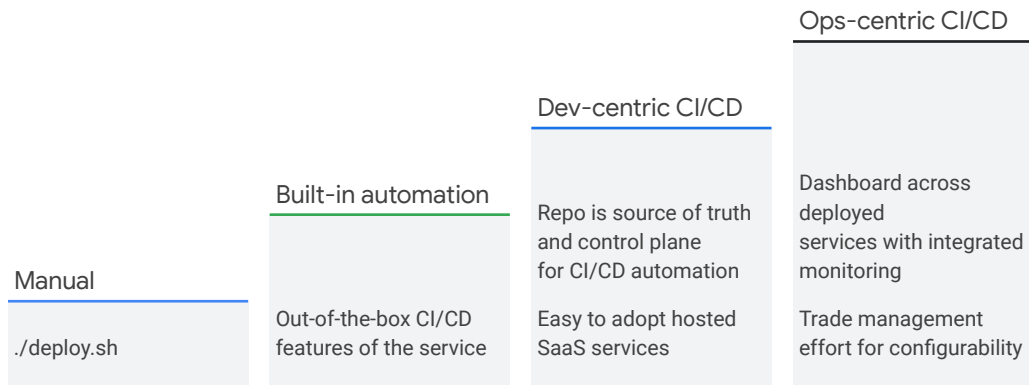 Manual
./deploy.sh
Built-in automation
Out-of-the-box CI/CD
features of the service
Dev-centric CI/CD
Repo is source of truth
and control plane
for CI/CD automation
Easy to adopt hosted
SaaS services
Ops-centric CI/CD
Dashboard across
deployed
services with integrated
monitoring
Trade management
effort for configurability